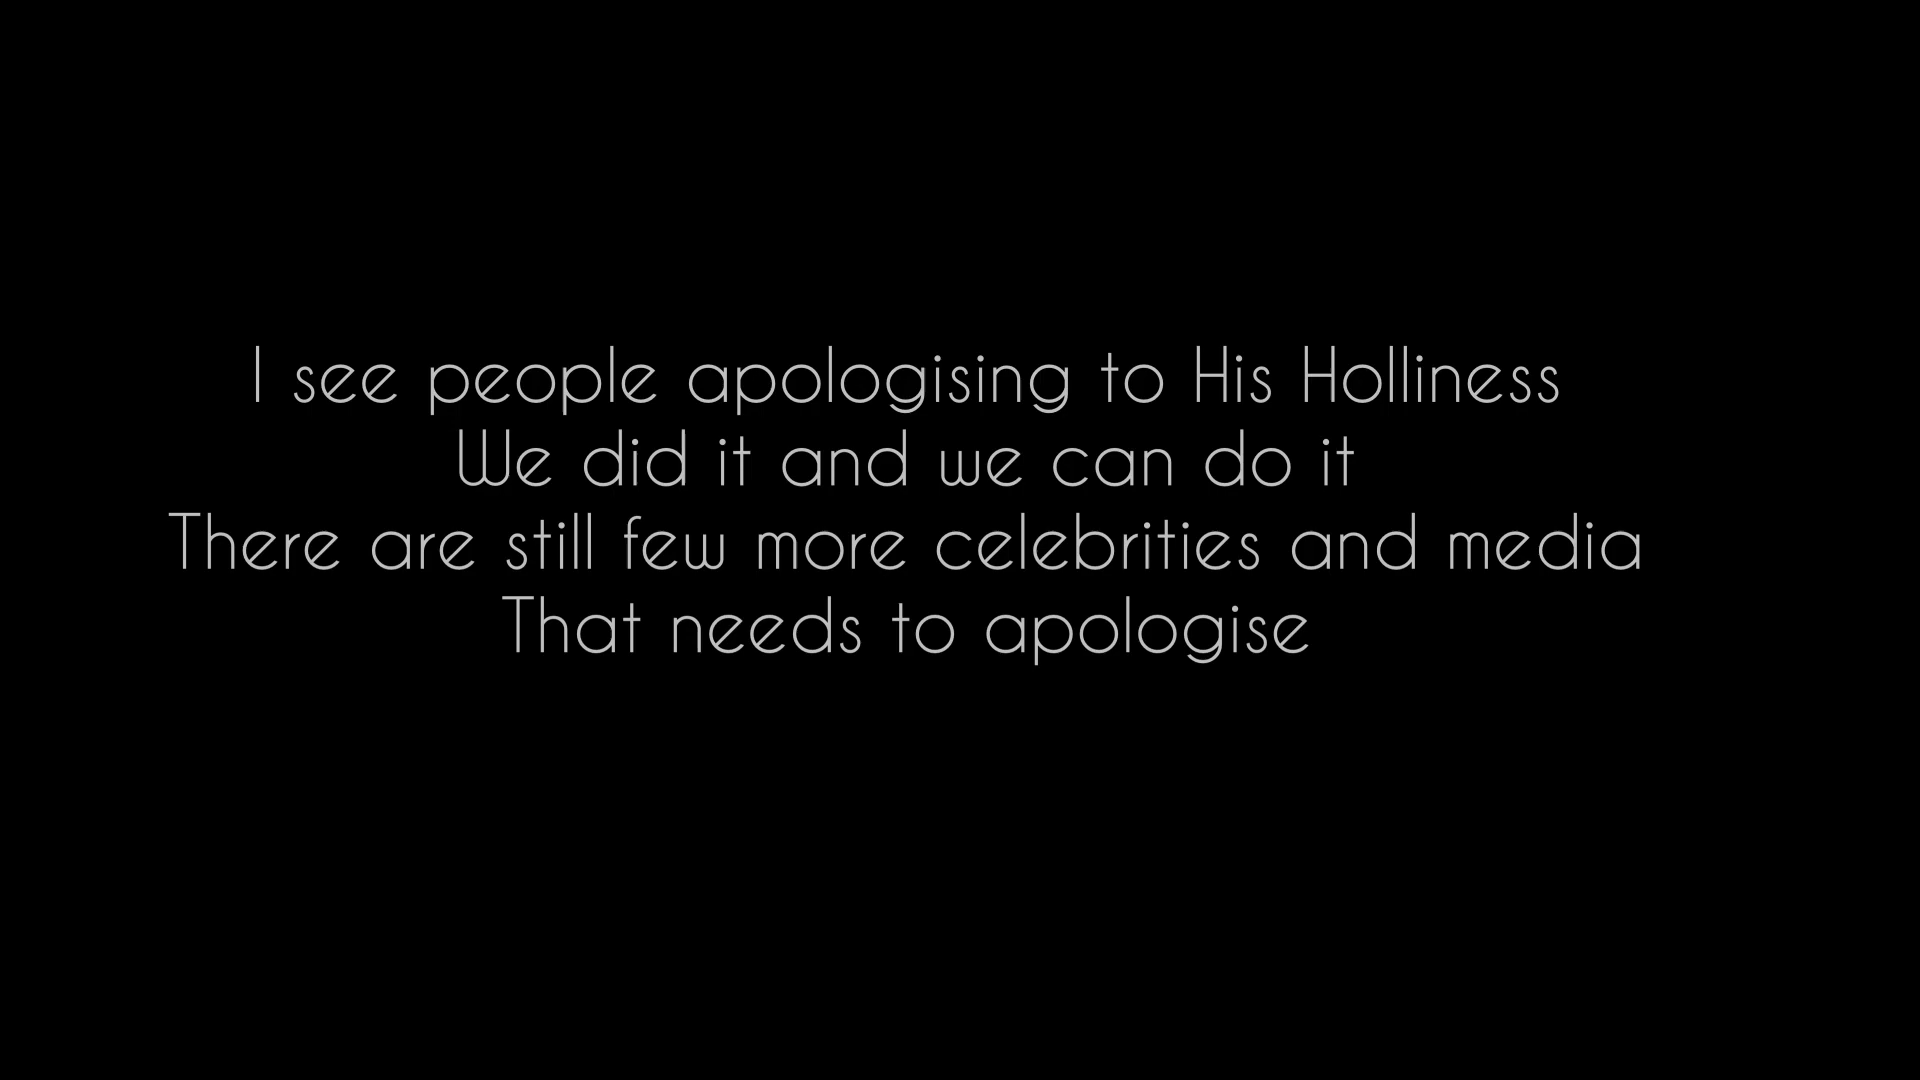 I see people apologising to His Holliness
We did it and we can do it
There are still few more celebrities and media
That needs to apologise